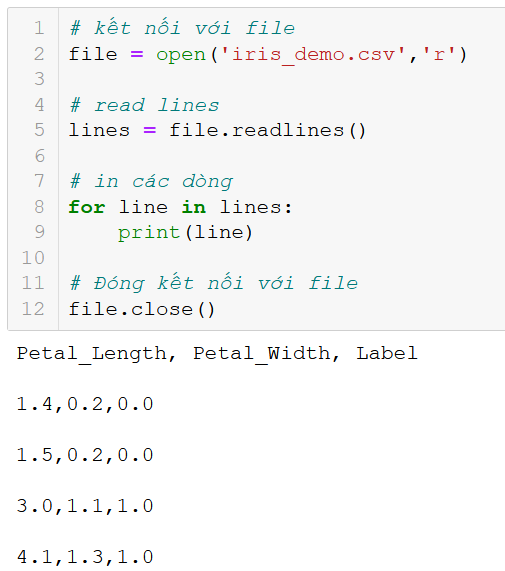 1 # kết nối với file
2 file = open('iris_demo.csv','r')
3
4 # read lines
5 lines = file.readlines()
6
7 # in các dòng
8 for line in lines:
9     print(line)
10
11 # Đóng kết nối với file
12 file.close()
Petal_Length, Petal_Width, Label
1.4,0.2,0.0
1.5,0.2,0.0
3.0,1.1,1.0
4.1,1.3,1.0